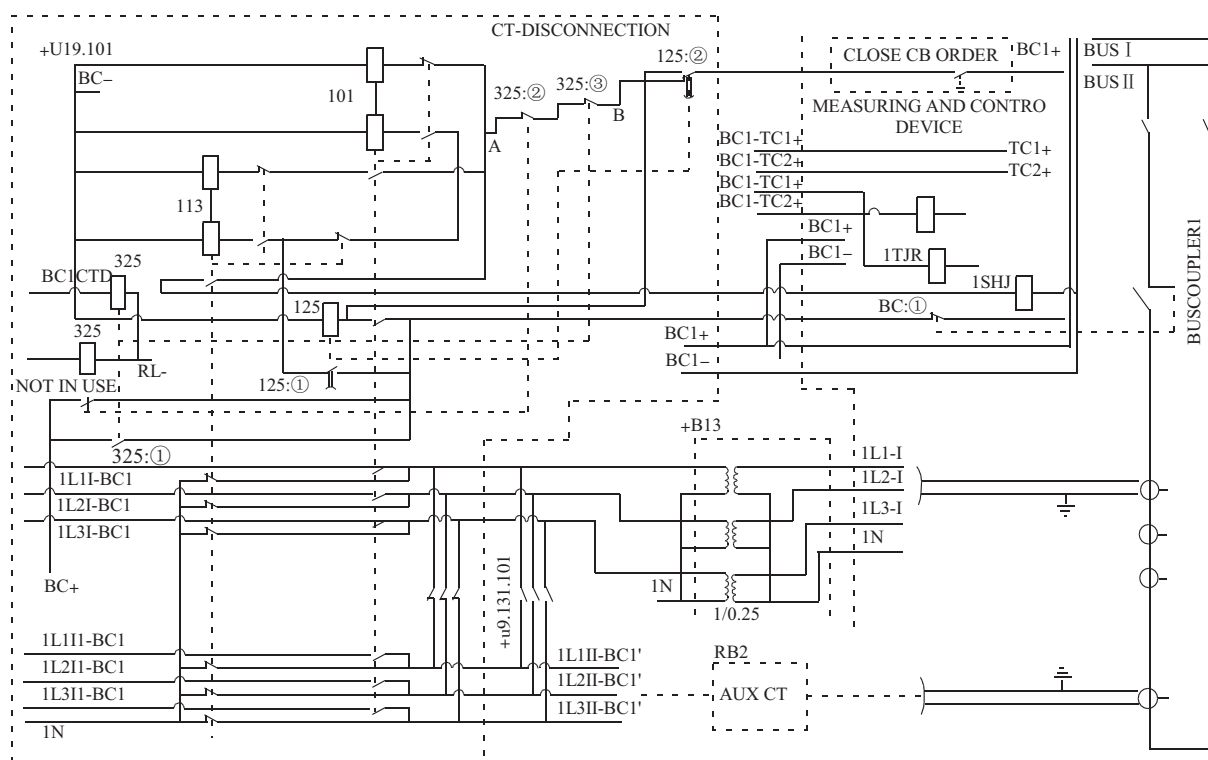 CT-DISCONNECTION
+U19.101
BC–
101
325:②
325:③
125:②
A
B
CLOSE CB ORDER
BC1+
MEASURING AND CONTRO
DEVICE
BUS I
BUS II
BC1-TC1+
TC1+
BC1-TC2+
TC2+
BC1-TC1+
BC1-TC2+
113
BC1+
BC1–
1TJR
1SHJ
BUSCOUPLER1
BC1CTD
325
125
BC:①
325
BC1+
RL-
BC1–
NOT IN USE
125:①
325:①
+B13
1L1-I
1L2-I
1L3-I
1N
1L1I-BC1
1L2I-BC1
1L3I-BC1
BC+
+u9.131.101
1N
1/0.25
1L1I1-BC1
1L2I1-BC1
1L3I1-BC1
1N
1L1II-BC1'
1L2II-BC1'
1L3II-BC1'
RB2
AUX CT